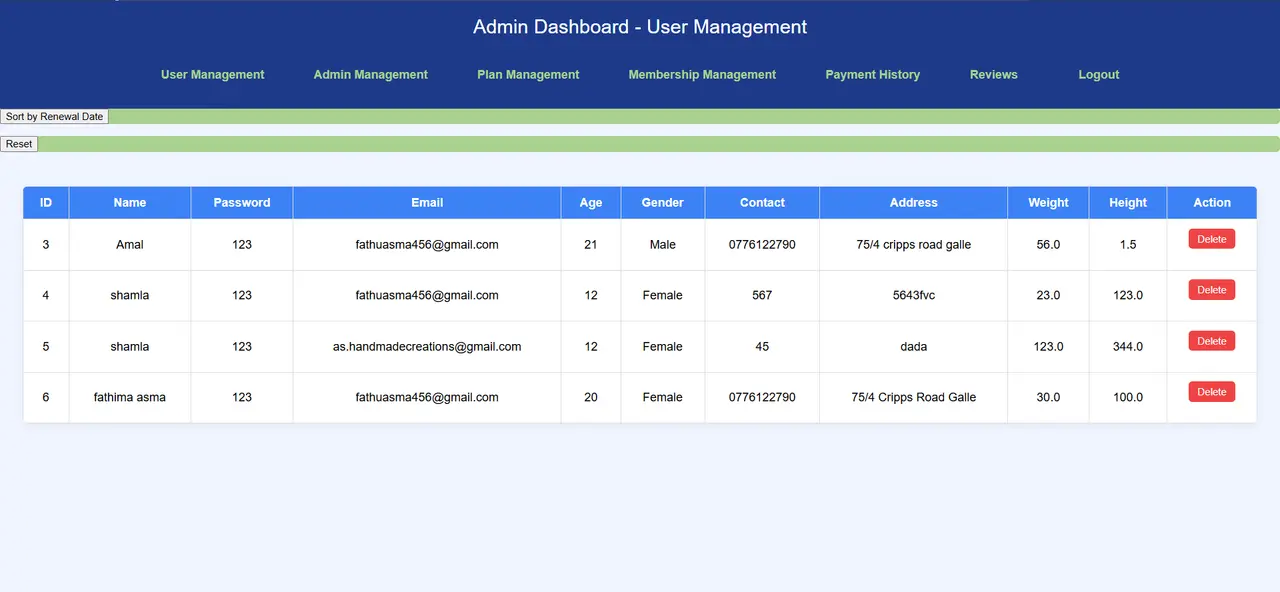 Admin Dashboard - User Management
User Management Admin Management Plan Management Membership Management Payment History Reviews Logout
Sort by Renewal Date
Reset
ID Name Password Email Age Gender Contact Address Weight Height Action
3 Amal 123 fathuasma456@gmail.com 21 Male 0776122790 75/4 cripps road galle 56.0 1.5 Delete
4 shamla 123 fathuasma456@gmail.com 12 Female 567 5643fvc 23.0 123.0 Delete
5 shamla 123 as.handmadecreations@gmail.com 12 Female 45 dada 123.0 344.0 Delete
6 fathima asma 123 fathuasma456@gmail.com 20 Female 0776122790 75/4 Cripps Road Galle 30.0 100.0 Delete